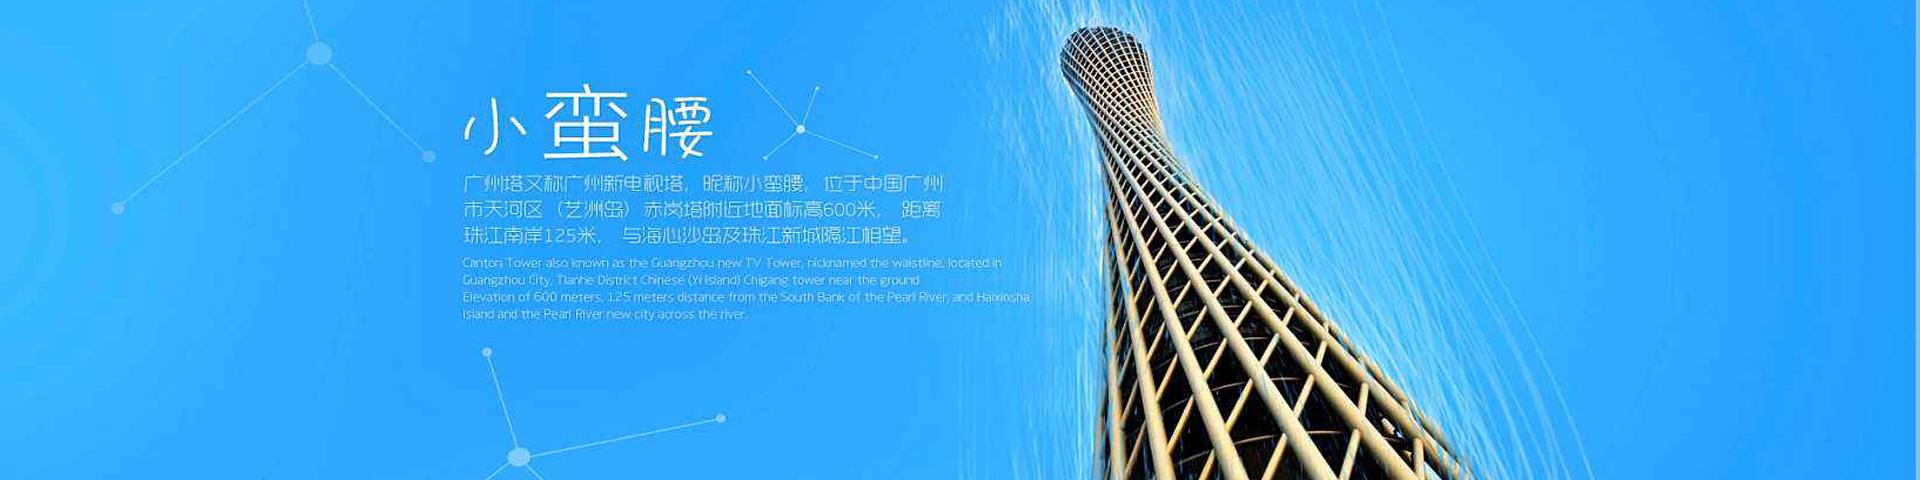 小蛮腰
广州塔又称广州新电视塔，昵称小蛮腰，位于中国广州
市天河区（艺洲岛）赤岗塔附近地面标高600米， 距离
珠江南岸125米， 与海心沙岛及珠江新城隔江相望。
Canton Tower also known as the Guangzhou new TV Tower, nicknamed the waistline, located in
Guangzhou City, Tianhe District Chinese (Yi Island) Chigang tower near the ground
Elevation of 600 meters, 125 meters distance from the South Bank of the Pearl River, and Haixinsha
Island and the Pearl River new city across the river.